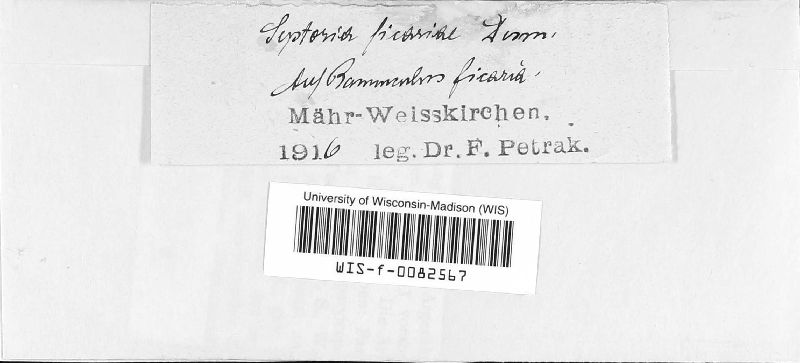 Septoria ficariae Desm.
Auf Ranunculus ficaria.
Mähr-Weisskirchen.
1916 leg. Dr. F. Petrak.
University of Wisconsin-Madison (WIS)
WIS-f-0082567